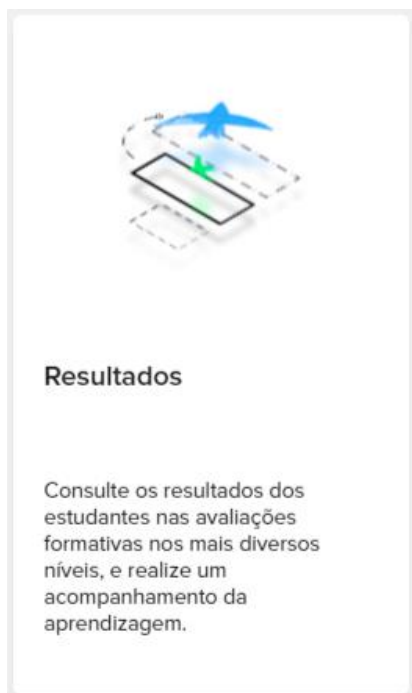 Resultados
Consulte os resultados dos
estudantes nas avaliações
formativas nos mais diversos
níveis, e realize um
acompanhamento da
aprendizagem.